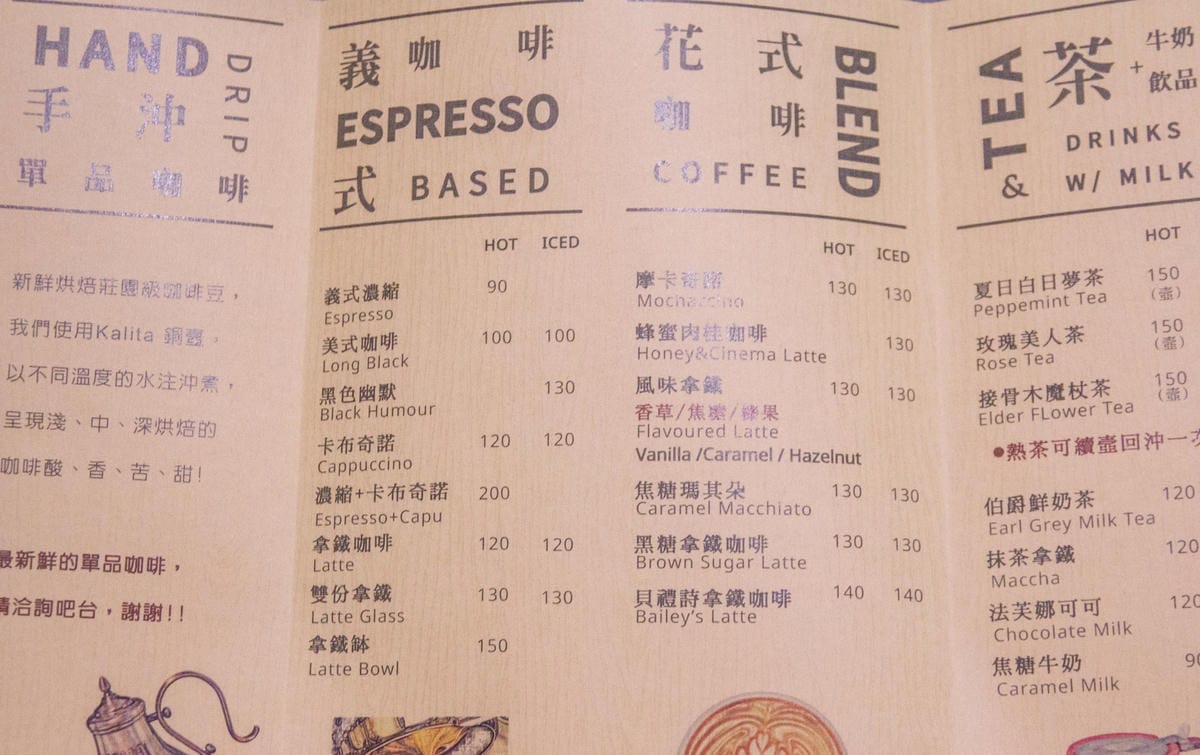 HAND
DRIP
手沖
單品咖啡
新鮮烘焙莊園級咖啡豆，
我們使用Kalita 銅壺，
以不同溫度的水注沖煮，
呈現淺、中、深烘焙的
咖啡酸、香、苦、甜!
最新鮮的單品咖啡，
請洽詢吧台，謝謝!!
義 咖 啡
ESPRESSO
式 BASED
HOT ICED
義式濃縮 90
Espresso
美式咖啡 100 100
Long Black
黑色幽默 130
Black Humour
卡布奇諾 120 120
Cappuccino
濃縮+卡布奇諾 200
Espresso+Capu
拿鐵咖啡 120 120
Latte
雙份拿鐵 130 130
Latte Glass
拿鐵缽 150
Latte Bowl
花式
咖啡
COFFEE
BLEND
HOT ICED
摩卡奇諾 130 130
Mochaccino
蜂蜜肉桂咖啡 130
Honey&Cinema Latte
風味拿鐵 130 130
香草/焦糖/榛果
Flavoured Latte
Vanilla /Caramel / Hazelnut
焦糖瑪其朵 130 130
Caramel Macchiato
黑糖拿鐵咖啡 130 130
Brown Sugar Latte
貝禮詩拿鐵咖啡 140 140
Bailey's Latte
TEA &
茶 + 牛奶
飲品
DRINKS
W/ MILK
HOT
夏日白日夢茶 150
Peppemint Tea (壺)
玫瑰美人茶 150
Rose Tea (壺)
接骨木魔杖茶 150
Elder FLower Tea (壺)
●熱茶可續壺回沖一次
伯爵鮮奶茶 120
Earl Grey Milk Tea
抹茶拿鐵 120
Maccha
法芙娜可可 120
Chocolate Milk
焦糖牛奶 90
Caramel Milk